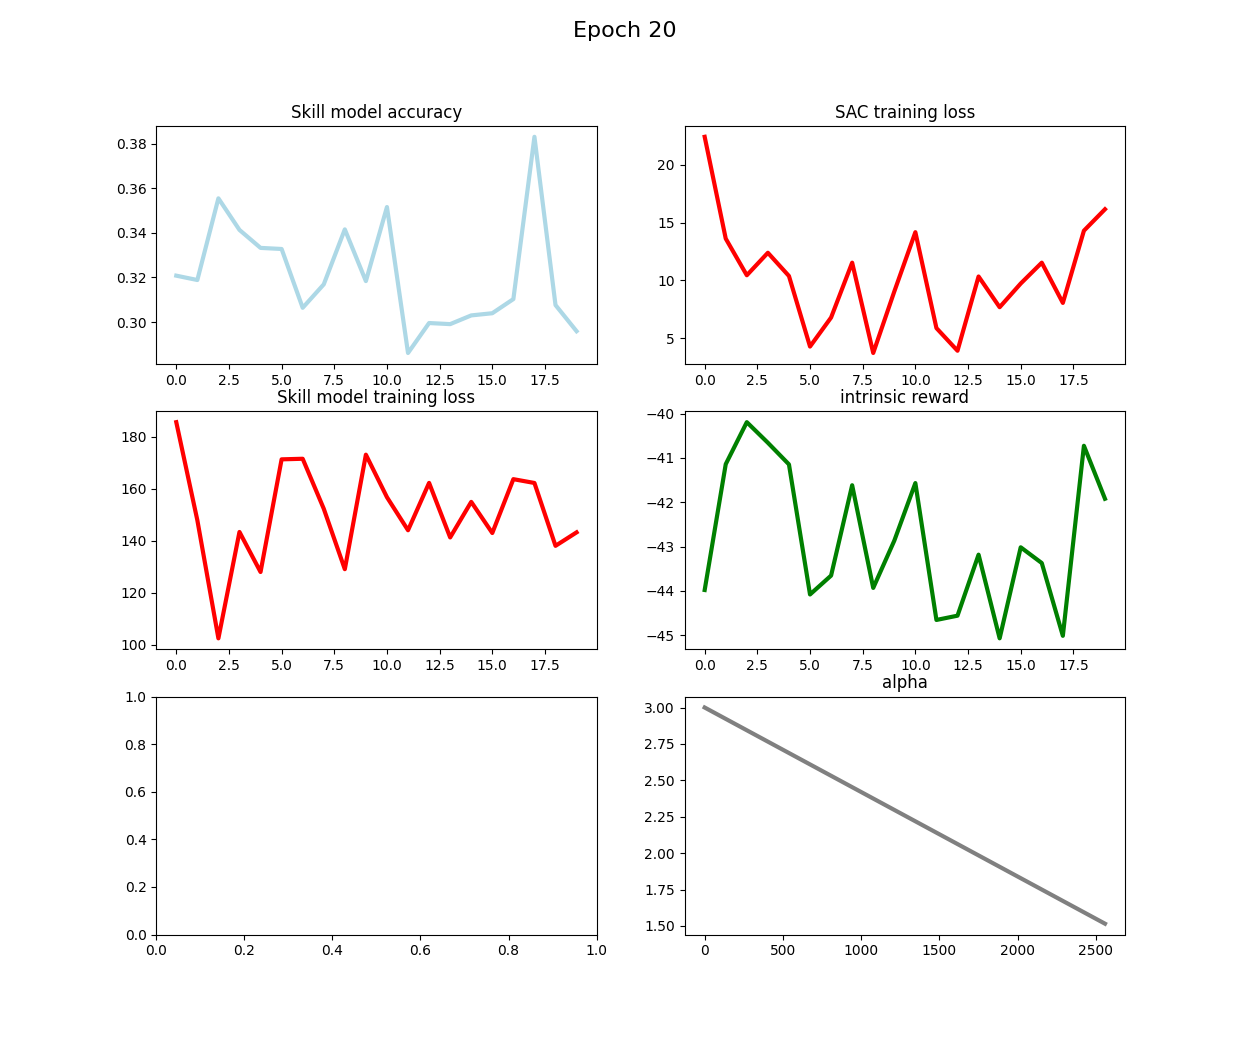 Epoch 20
Skill model accuracy
0.38
0.36
0.34
0.32
0.30
0.0 2.5 5.0 7.5 10.0 12.5 15.0 17.5
SAC training loss
20
15
10
5
0.0 2.5 5.0 7.5 10.0 12.5 15.0 17.5
Skill model training loss
180
160
140
120
100
0.0 2.5 5.0 7.5 10.0 12.5 15.0 17.5
intrinsic reward
−40
−41
−42
−43
−44
−45
0.0 2.5 5.0 7.5 10.0 12.5 15.0 17.5
1.0
0.8
0.6
0.4
0.2
0.0
0.0 0.2 0.4 0.6 0.8 1.0
alpha
3.00
2.75
2.50
2.25
2.00
1.75
1.50
0 500 1000 1500 2000 2500